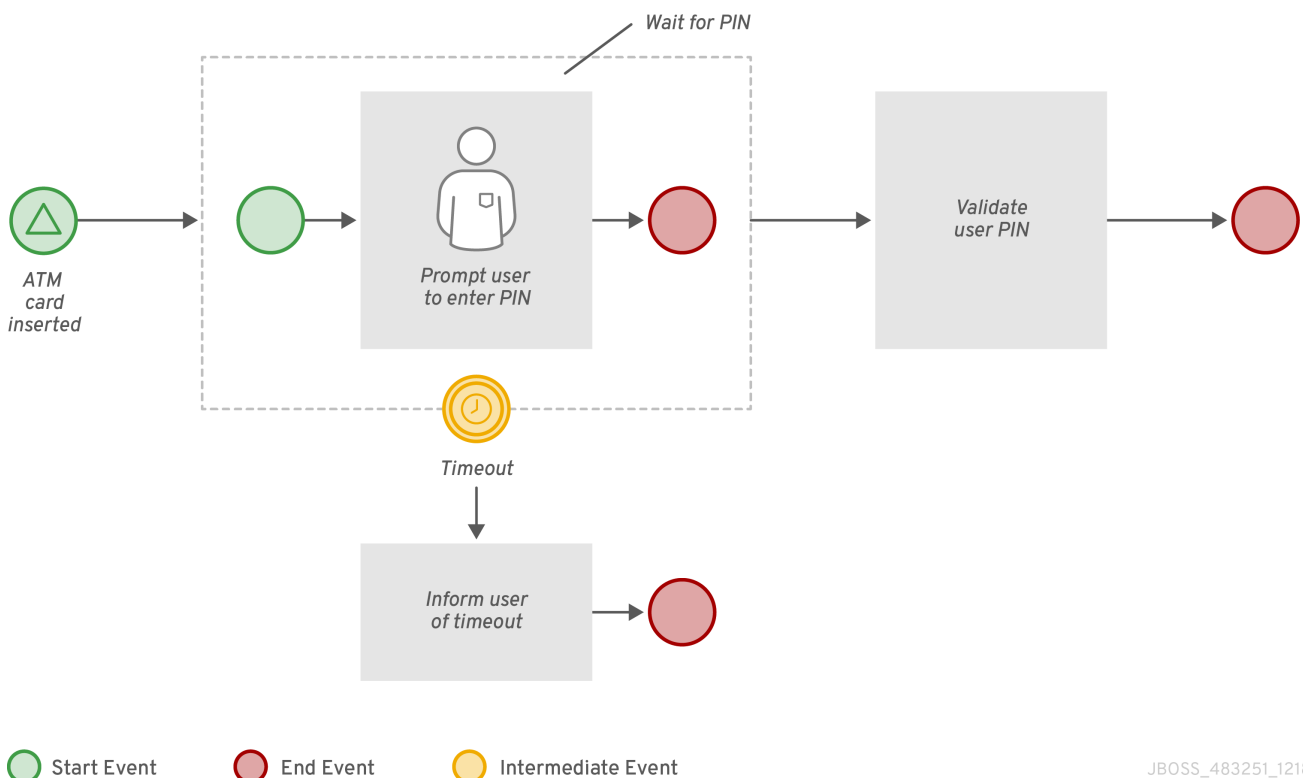 Wait for PIN
ATM
card
inserted
Prompt user
to enter PIN
Validate
user PIN
Timeout
Inform user
of timeout
Start Event
End Event
Intermediate Event
JBOSS_483251_1218